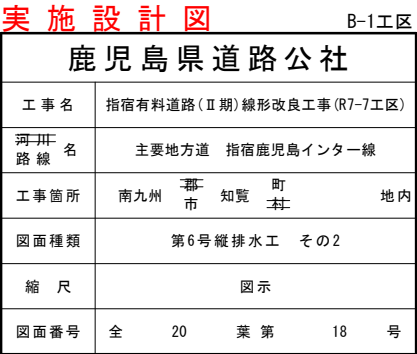 実施設計図 B-1工区
鹿児島県道路公社
工事名 指宿有料道路(Ⅱ期)線形改良工事(R7-7工区)
河川
路線 名 主要地方道 指宿鹿児島インター線
工事箇所 南九州 郡 市 知覧 町 村 地内
図面種類 第6号縦排水工 その2
縮尺 図示
図面番号 全 20 葉第 18 号